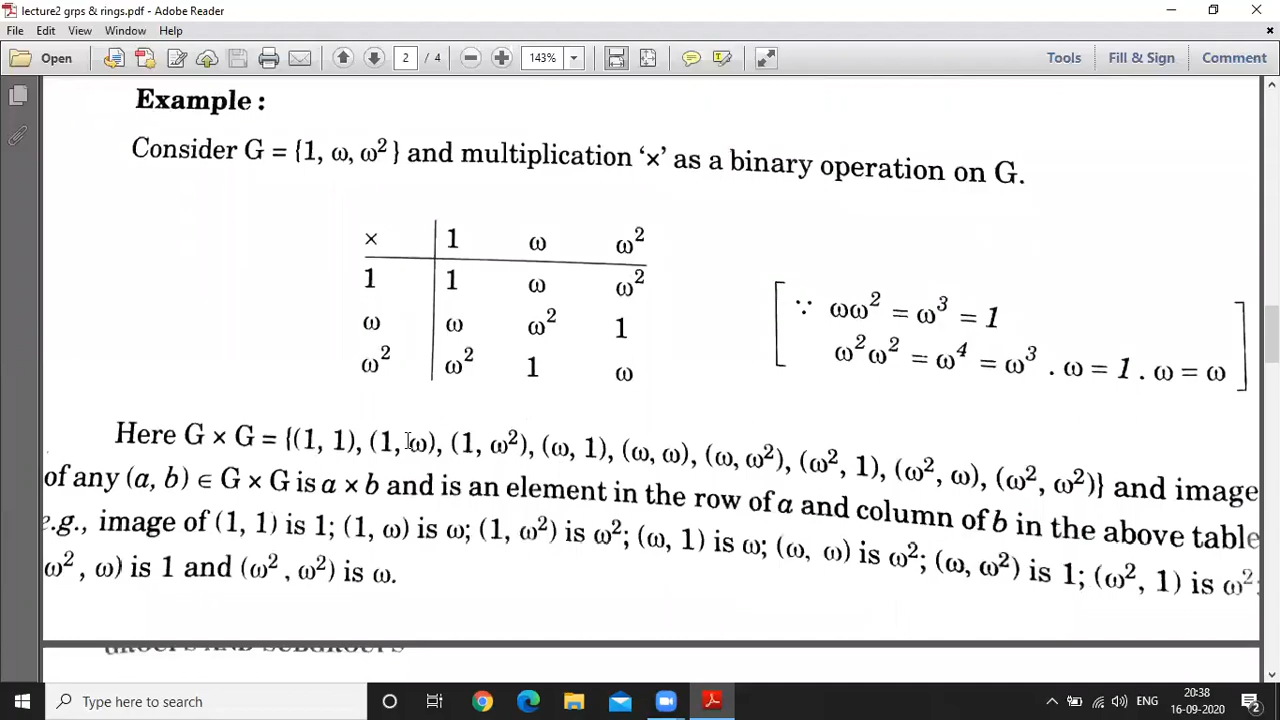 lecture2 grps & rings.pdf - Adobe Reader
File Edit View Window Help
Open 2 / 4 143% Tools Fill & Sign Comment
Example :
Consider G = {1, ω, ω²} and multiplication ‘×’ as a binary operation on G.
× 1 ω ω²
1 1 ω ω²
ω ω ω² 1
ω² ω² 1 ω
∵ ωω² = ω³ = 1
ω²ω² = ω⁴ = ω³ . ω = 1 . ω = ω
Here G × G = {(1, 1), (1, ω), (1, ω²), (ω, 1), (ω, ω), (ω, ω²), (ω², 1), (ω², ω), (ω², ω²)} and image
of any (a, b) ∈ G × G is a × b and is an element in the row of a and column of b in the above table
e.g., image of (1, 1) is 1; (1, ω) is ω; (1, ω²) is ω²; (ω, 1) is ω; (ω, ω) is ω²; (ω, ω²) is 1; (ω², 1) is ω²;
ω², ω) is 1 and (ω², ω²) is ω.
GROUPS AND SUBGROUPS
Type here to search
20:38
16-09-2020
2